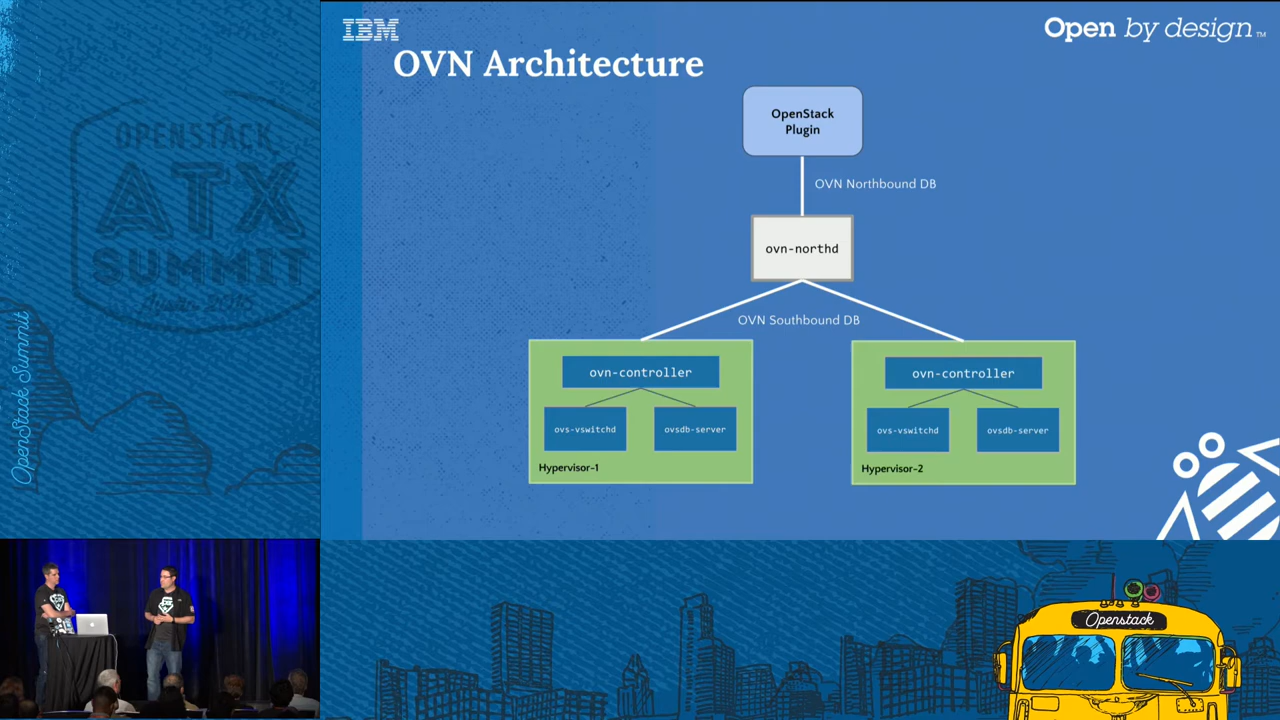 IBM
Open by design™
OVN Architecture
OpenStack
Plugin
OVN Northbound DB
ovn-northd
OVN Southbound DB
ovn-controller
ovs-vswitchd
ovsdb-server
Hypervisor-1
ovn-controller
ovs-vswitchd
ovsdb-server
Hypervisor-2
OPENSTACK
ATX
SUMMIT
OpenStack Summit
Openstack